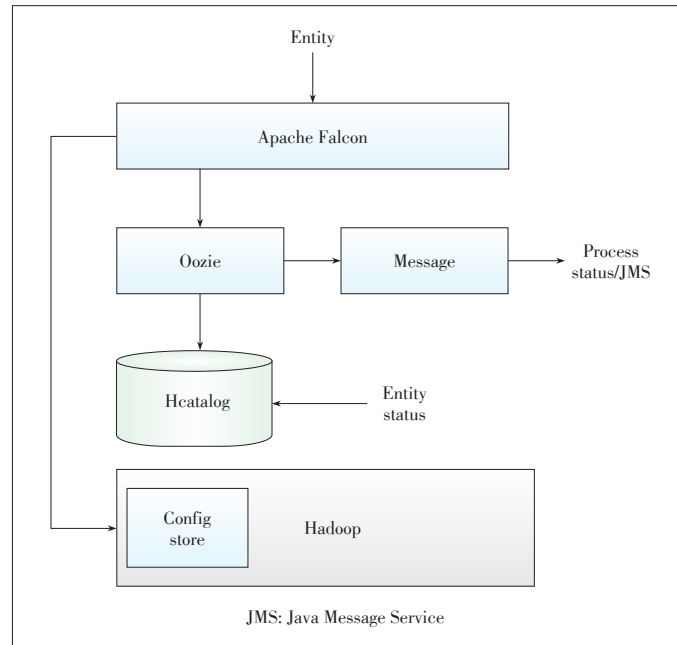 Entity
Apache Falcon
Oozie
Message
Process
status/JMS
Hcatalog
Entity
status
Config
store
Hadoop
JMS: Java Message Service